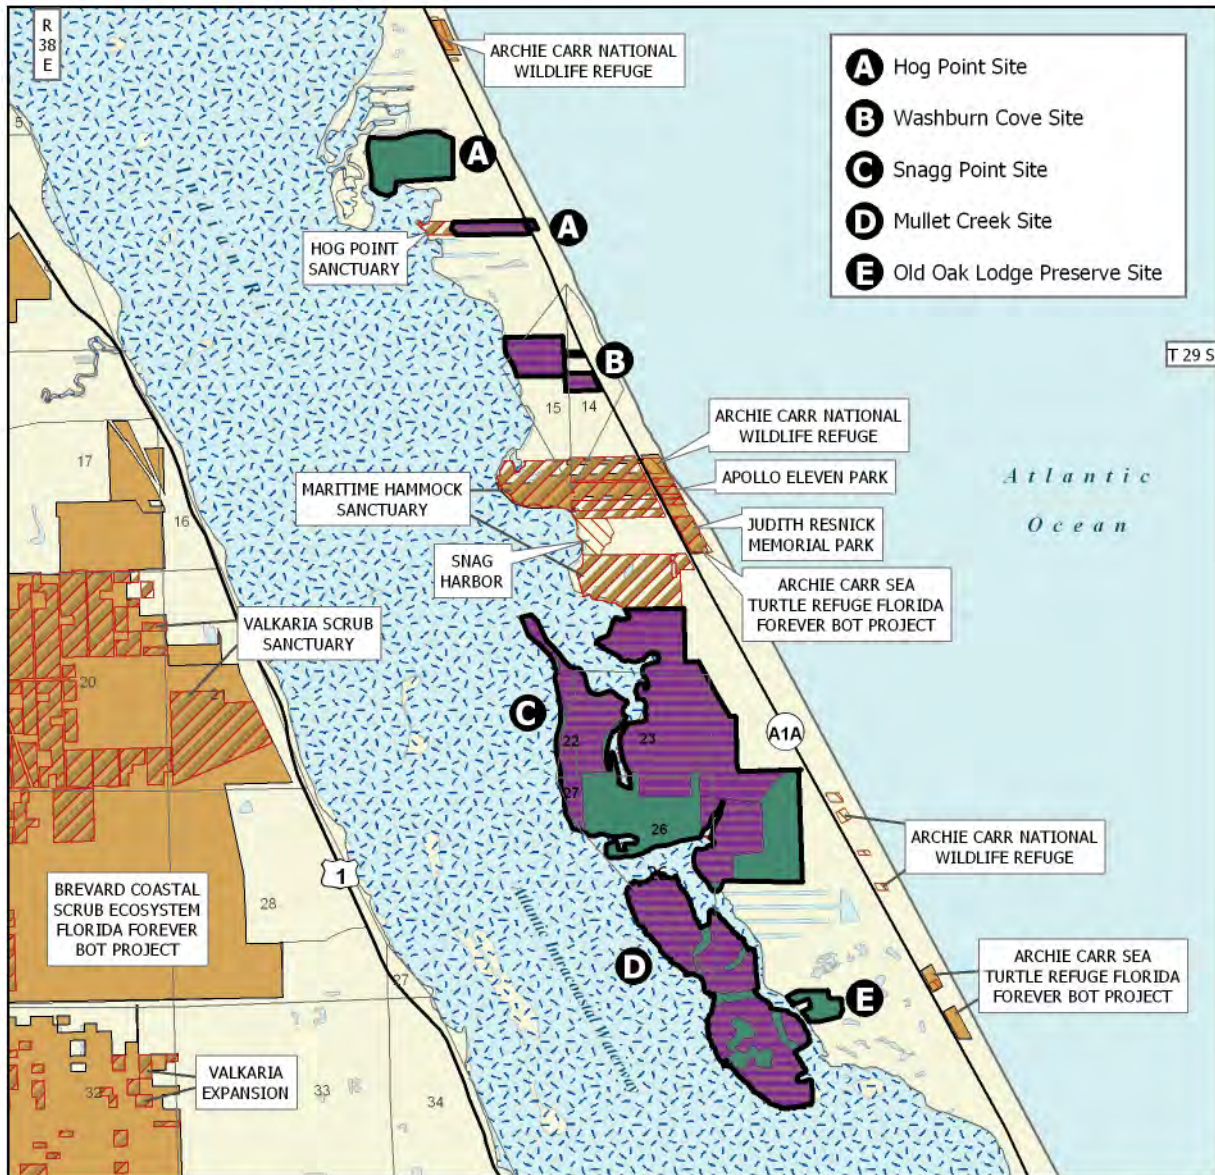 R
38
E
ARCHIE CARR NATIONAL
WILDLIFE REFUGE
A Hog Point Site
B Washburn Cove Site
C Snagg Point Site
D Mullet Creek Site
E Old Oak Lodge Preserve Site
5
A
Indian River
A
HOG POINT
SANCTUARY
B
T 29 S
15
14
ARCHIE CARR NATIONAL
WILDLIFE REFUGE
17
APOLLO ELEVEN PARK
MARITIME HAMMOCK
SANCTUARY
Atlantic
Ocean
16
JUDITH RESNICK
MEMORIAL PARK
SNAG
HARBOR
ARCHIE CARR SEA
TURTLE REFUGE FLORIDA
FOREVER BOT PROJECT
VALKARIA SCRUB
SANCTUARY
20
21
C
22
23
A1A
27
26
ARCHIE CARR NATIONAL
WILDLIFE REFUGE
1
BREVARD COASTAL
SCRUB ECOSYSTEM
FLORIDA FOREVER
BOT PROJECT
28
Atlantic Intracoastal Waterway
D
27
ARCHIE CARR SEA
TURTLE REFUGE FLORIDA
FOREVER BOT PROJECT
E
VALKARIA
EXPANSION
32
33
34